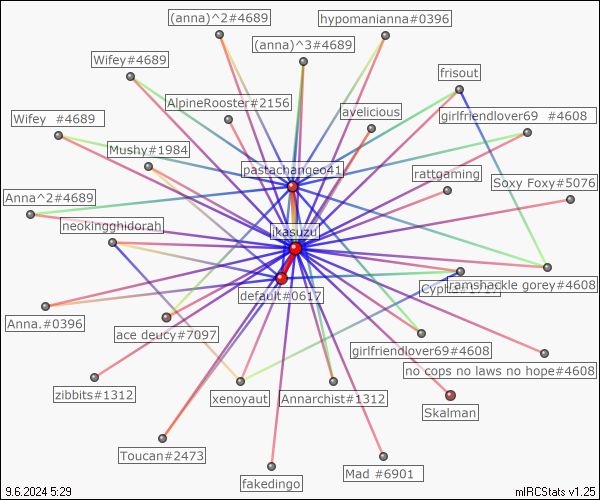 (anna)^2#4689
hypomanianna#0396
(anna)^3#4689
Wifey#4689
frisout
AlpineRooster#2156
avelicious
girlfriendlover69 #4608
Wifey #4689
Mushy#1984
pastachangeo41
rattgaming
Soxy Foxy#5076
Anna^2#4689
neokingghidorah
ikasuzu
ramshackle gorey#4608
default#0617
Anna.#0396
ace deucy#7097
girlfriendlover69#4608
no cops no laws no hope#4608
zibbits#1312
xenoyaut
Annarchist#1312
Skalman
Toucan#2473
fakedingo
Mad #6901
9.6.2024 5:29
mIRCStats v1.25